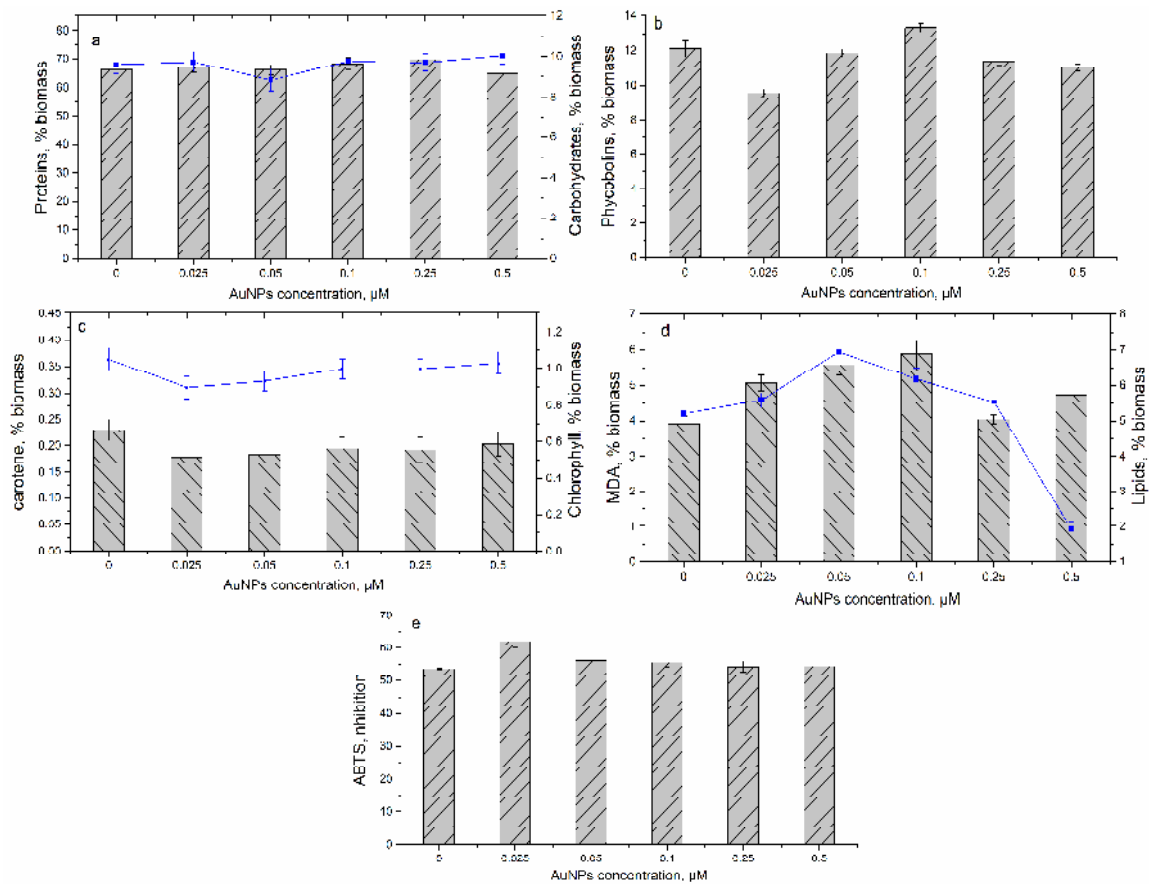 a
Proteins, % biomass
80
70
60
50
40
30
20
10
0
12
10
8
6
4
2
0
Carbohydrates, % biomass
0 0.025 0.05 0.1 0.25 0.5
AuNPs concentration, µM
b
Phycobolins, % biomass
14
12
10
8
6
4
2
0
0 0.025 0.05 0.1 0.25 0.5
AuNPs concentration, µM
c
carotene, % biomass
0.45
0.40
0.35
0.30
0.25
0.20
0.15
0.10
0.05
0.00
1.2
1.0
0.8
0.6
0.4
0.2
0.0
Chlorophyll, % biomass
0 0.025 0.05 0.1 0.25 0.5
AuNPs concentration, µM
d
MDA, % biomass
7
6
5
4
3
2
1
0
8
7
6
5
4
3
2
1
Lipids, % biomass
0 0.025 0.05 0.1 0.25 0.5
AuNPs concentration, µM
e
ABTS, nhibition
70
60
50
40
30
20
10
0
0 0.025 0.05 0.1 0.25 0.5
AuNPs concentration, µM